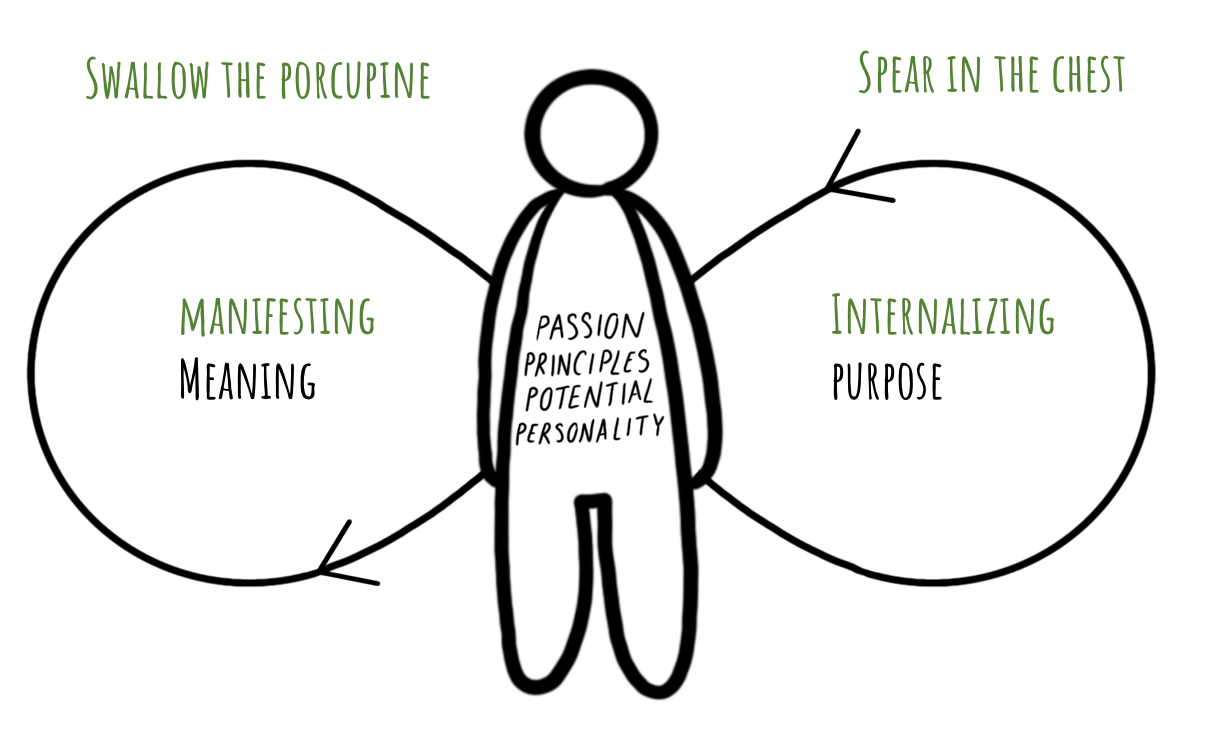 Swallow the porcupine
Spear in the chest
manifesting
Meaning
PASSION
PRINCIPLES
POTENTIAL
PERSONALITY
Internalizing
purpose